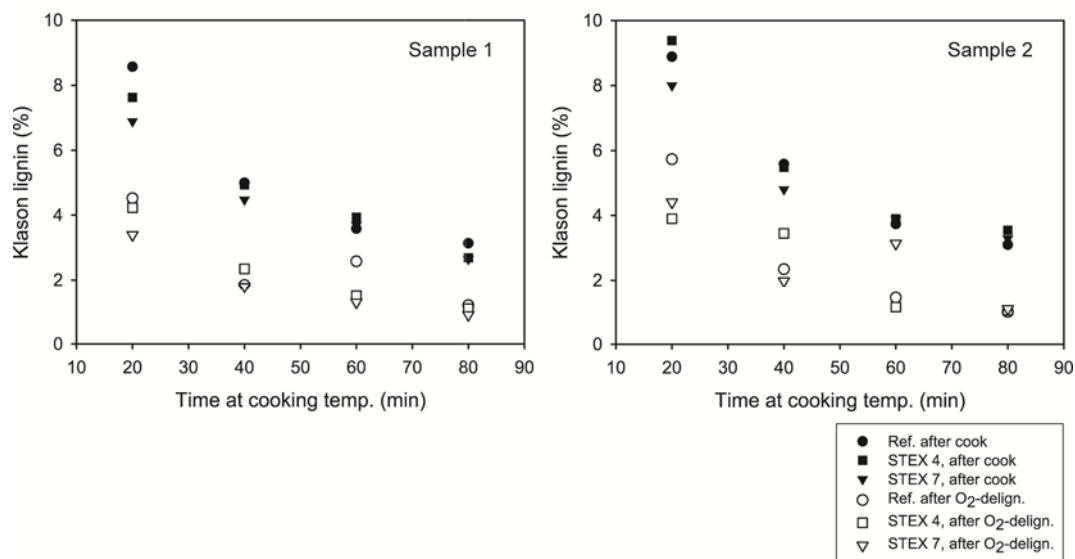 Sample 1
Klason lignin (%)
10
8
6
4
2
0
10 20 30 40 50 60 70 80 90
Time at cooking temp. (min)
Sample 2
Klason lignin (%)
10
8
6
4
2
0
10 20 30 40 50 60 70 80 90
Time at cooking temp. (min)
Ref. after cook
STEX 4, after cook
STEX 7, after cook
Ref. after O₂-delign.
STEX 4, after O₂-delign.
STEX 7, after O₂-delign.